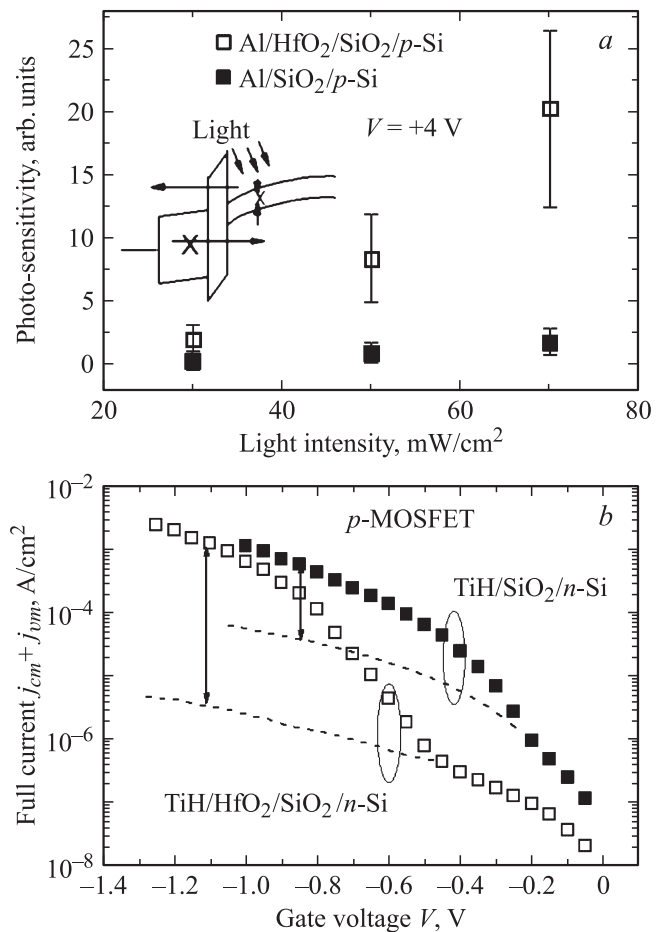 a
□ Al/HfO₂/SiO₂/p-Si
■ Al/SiO₂/p-Si
Light
V = +4 V
Photo-sensitivity, arb. units
25
20
15
10
5
0
20 40 60 80
Light intensity, mW/cm²
b
p-MOSFET
TiH/SiO₂/n-Si
TiH/HfO₂/SiO₂/n-Si
Full current j_cm + j_vm, A/cm²
10⁻²
10⁻⁴
10⁻⁶
10⁻⁸
–1.4 –1.2 –1.0 –0.8 –0.6 –0.4 –0.2 0
Gate voltage V, V